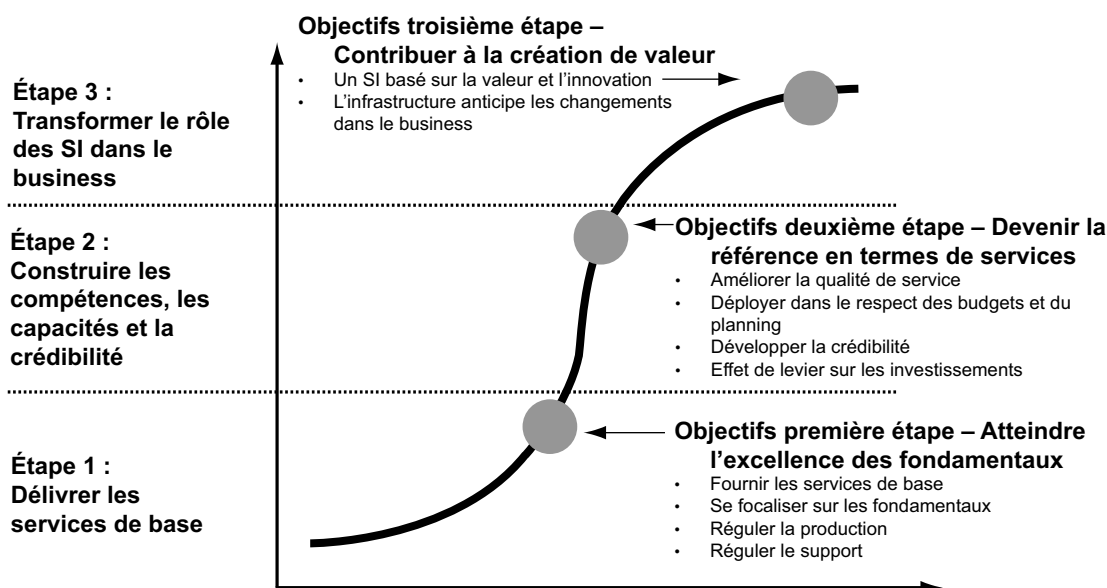 Objectifs troisième étape –
Contribuer à la création de valeur
• Un SI basé sur la valeur et l’innovation
• L’infrastructure anticipe les changements
dans le business
Étape 3 :
Transformer le rôle
des SI dans le
business
Étape 2 :
Construire les
compétences, les
capacités et la
crédibilité
Objectifs deuxième étape – Devenir la
référence en termes de services
• Améliorer la qualité de service
• Déployer dans le respect des budgets et du
planning
• Développer la crédibilité
• Effet de levier sur les investissements
Étape 1 :
Délivrer les
services de base
Objectifs première étape – Atteindre
l’excellence des fondamentaux
• Fournir les services de base
• Se focaliser sur les fondamentaux
• Réguler la production
• Réguler le support